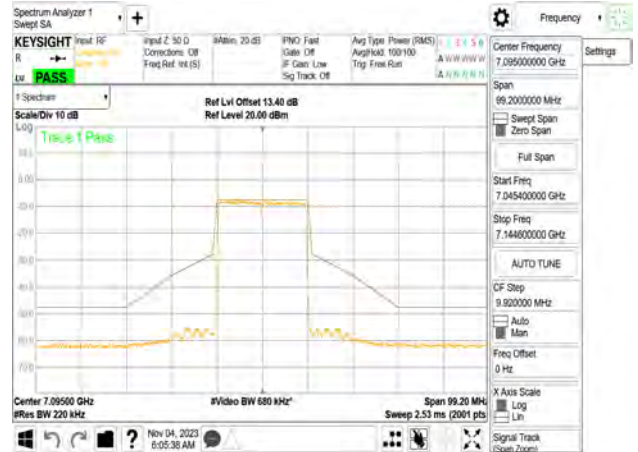 Spectrum Analyzer 1
Swept SA
+
Frequency
KEYSIGHT
Input: RF
Input Z: 50 Ω
#Atten: 20 dB
PNO: Fast
Avg Type: Power (RMS)
Center Frequency
Settings
R
Corrections: Off
Gate: Off
Avg|Hold: 100/100
A W W W W W
7.095000000 GHz
Freq Ref: Int (S)
IF Gain: Low
Trig: Free Run
LU
PASS
Sig Track: Off
A N N N N N
Span
99.2000000 MHz
1 Spectrum
Ref Lvl Offset 13.40 dB
Scale/Div 10 dB
Ref Level 20.00 dBm
Swept Span
Zero Span
Log
Trace 1 Pass
Full Span
Start Freq
7.045400000 GHz
Stop Freq
7.144600000 GHz
AUTO TUNE
CF Step
9.920000 MHz
Auto
Man
Freq Offset
0 Hz
X Axis Scale
Log
Lin
Center 7.09500 GHz
#Video BW 680 kHz*
Span 99.20 MHz
#Res BW 220 kHz
Sweep 2.53 ms (2001 pts
?
Nov 04, 2023
6:05:38 AM
Signal Track
(Span Zoom)